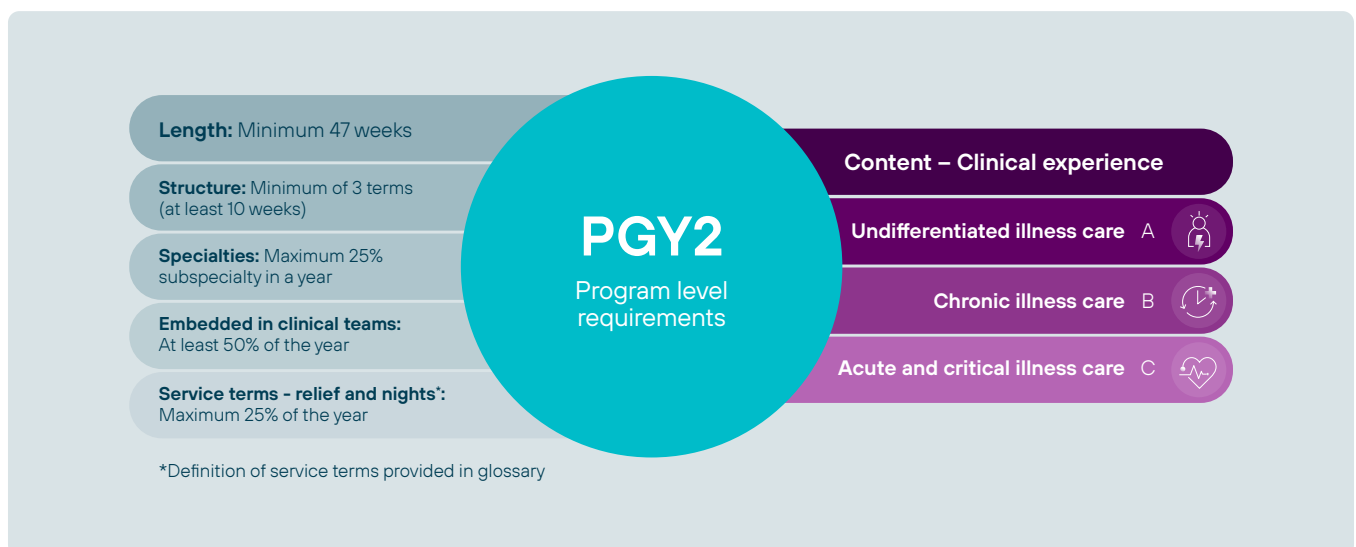 Length: Minimum 47 weeks
Structure: Minimum of 3 terms
(at least 10 weeks)
Specialties: Maximum 25%
subspecialty in a year
Embedded in clinical teams:
At least 50% of the year
Service terms - relief and nights*:
Maximum 25% of the year
*Definition of service terms provided in glossary
PGY2
Program level
requirements
Content – Clinical experience
Undifferentiated illness care A
Chronic illness care B
Acute and critical illness care C